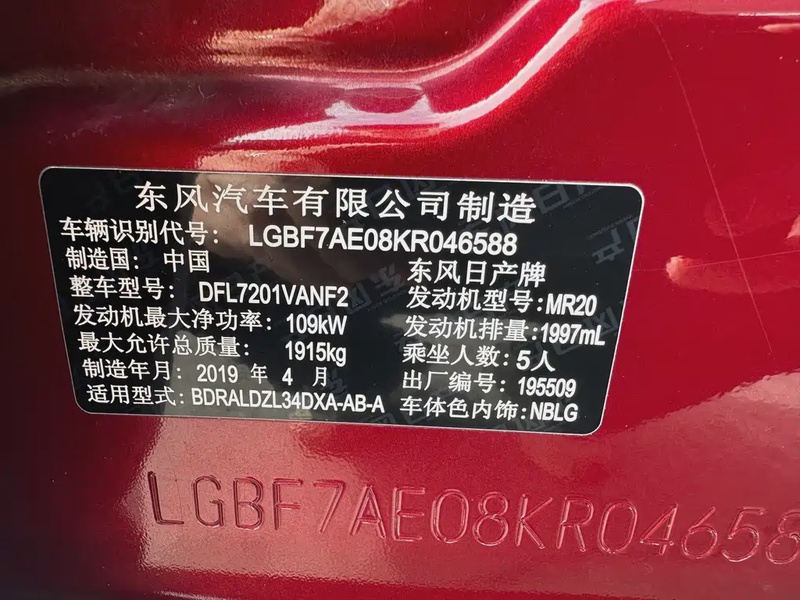 东风汽车有限公司制造
车辆识别代号: LGBF7AE08KR046588
制造国: 中国 东风日产牌
整车型号: DFL7201VANF2 发动机型号:MR20
发动机最大净功率: 109kW 发动机排量:1997mL
最大允许总质量: 1915kg 乘坐人数:5人
制造年月:2019 年 4 月 出厂编号:195509
适用型式:BDRALDZL34DXA-AB-A 车体色内饰:NBLG
LGBF7AE08KR04658